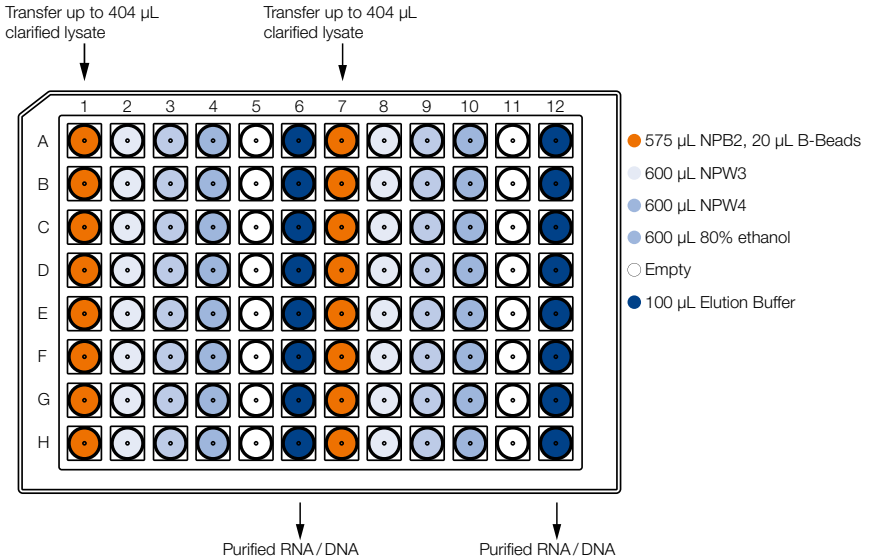 Transfer up to 404 µL
clarified lysate
Transfer up to 404 µL
clarified lysate
1 2 3 4 5 6 7 8 9 10 11 12
A
B
C
D
E
F
G
H
575 µL NPB2, 20 µL B-Beads
600 µL NPW3
600 µL NPW4
600 µL 80% ethanol
Empty
100 µL Elution Buffer
Purified RNA/DNA
Purified RNA/DNA